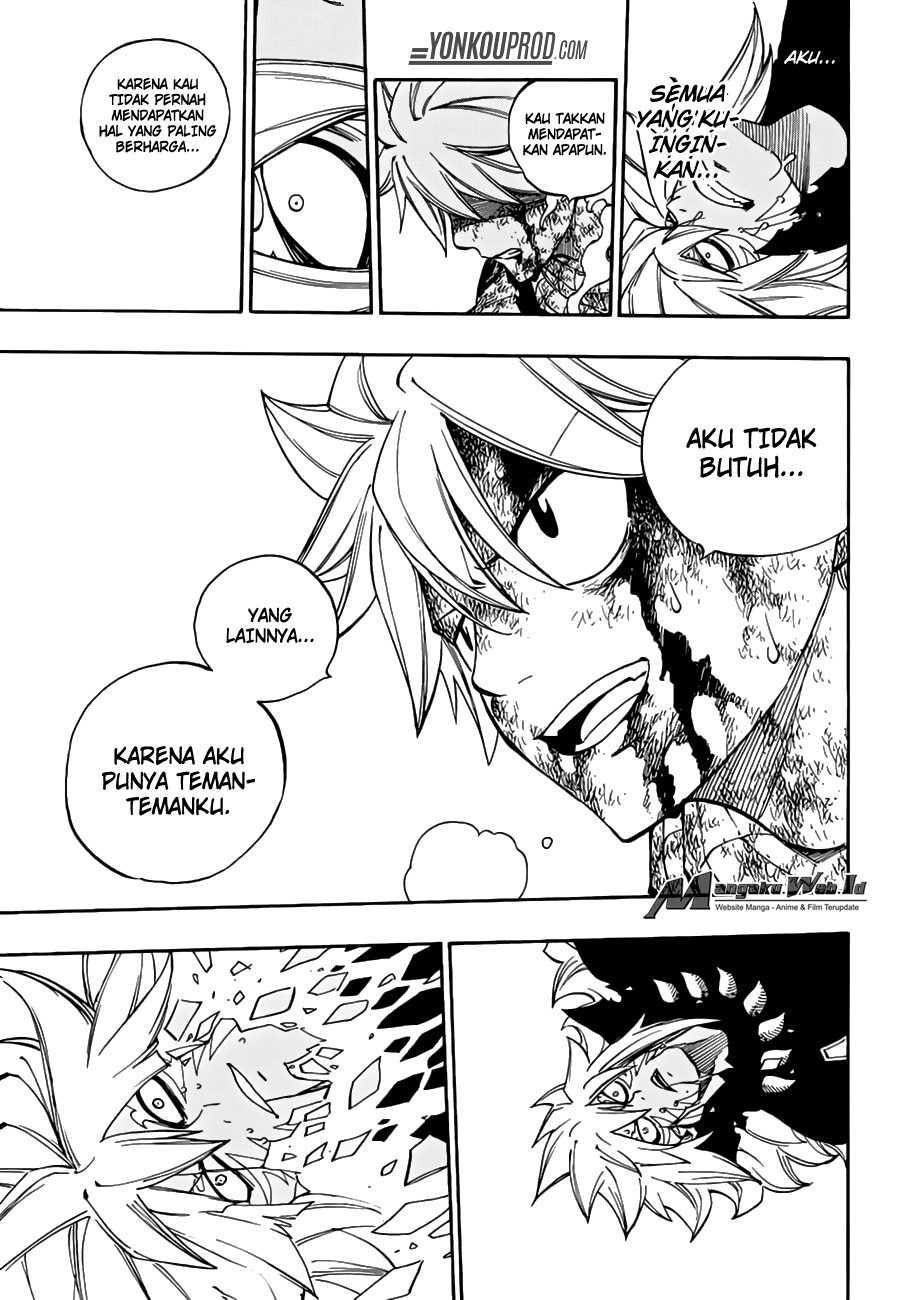 =YONKOUPROD.COM
AKU...
SEMUA
YANG KU-
INGIN-
KAN...
KAU TAKKAN
MENDAPAT-
KAN APAPUN.
KARENA KAU
TIDAK PERNAH
MENDAPATKAN
HAL YANG PALING
BERHARGA...
AKU TIDAK
BUTUH...
YANG
LAINNYA...
KARENA AKU
PUNYA TEMAN-
TEMANKU.
Mangaku.Web.Id
Website Manga - Anime & Film Terupdate